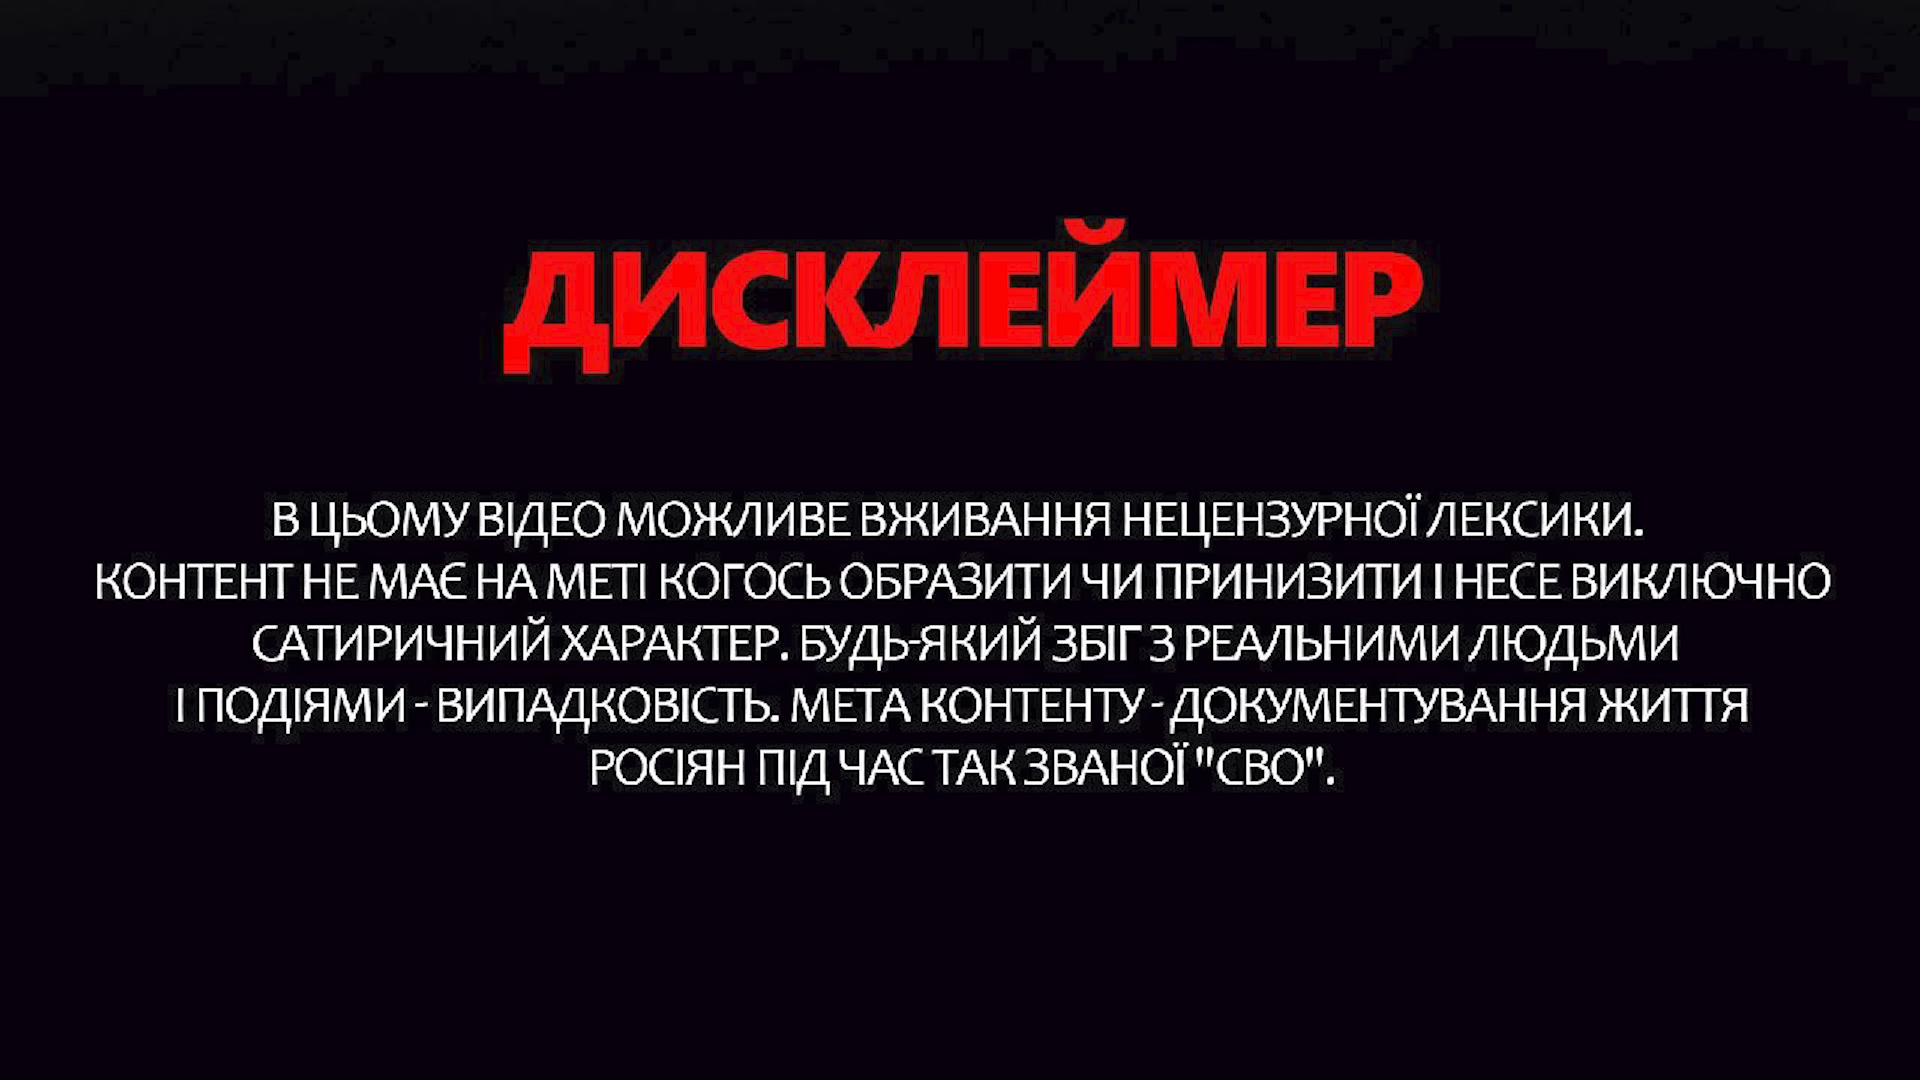 ДИСКЛЕЙМЕР
В ЦЬОМУ ВІДЕО МОЖЛИВЕ ВЖИВАННЯ НЕЦЕНЗУРНОЇ ЛЕКСИКИ.
КОНТЕНТ НЕ МАЄ НА МЕТІ КОГОСЬ ОБРАЗИТИ ЧИ ПРИНИЗИТИ І НЕСЕ ВИКЛЮЧНО
САТИРИЧНИЙ ХАРАКТЕР. БУДЬ-ЯКИЙ ЗБІГ З РЕАЛЬНИМИ ЛЮДЬМИ
І ПОДІЯМИ - ВИПАДКОВІСТЬ. МЕТА КОНТЕНТУ - ДОКУМЕНТУВАННЯ ЖИТТЯ
РОСІЯН ПІД ЧАС ТАК ЗВАНОЇ "СВО".